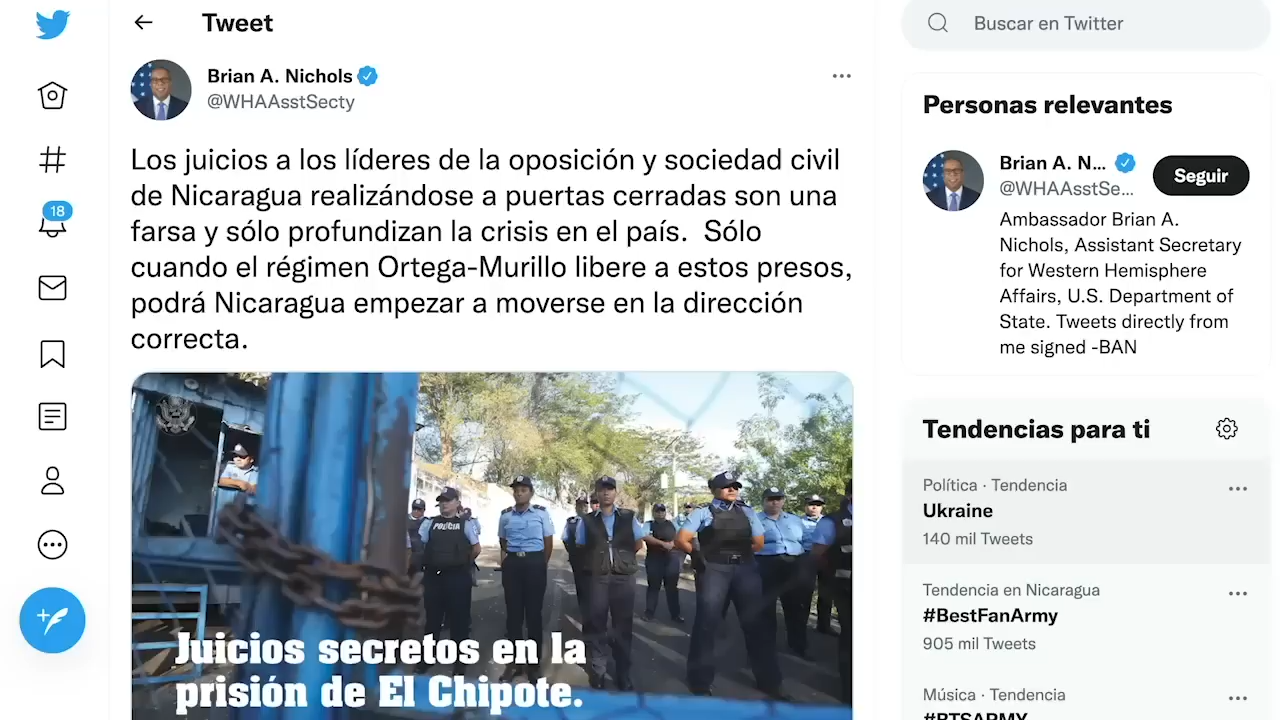 Tweet
Brian A. Nichols
@WHAAsstSecty
Los juicios a los líderes de la oposición y sociedad civil
de Nicaragua realizándose a puertas cerradas son una
farsa y sólo profundizan la crisis en el país.  Sólo
cuando el régimen Ortega-Murillo libere a estos presos,
podrá Nicaragua empezar a moverse en la dirección
correcta.
POLICIA
Juicios secretos en la
prisión de El Chipote.
18
Buscar en Twitter
Personas relevantes
Brian A. N...
@WHAAsstSe...
Seguir
Ambassador Brian A.
Nichols, Assistant Secretary
for Western Hemisphere
Affairs, U.S. Department of
State. Tweets directly from
me signed -BAN
Tendencias para ti
Política · Tendencia
Ukraine
140 mil Tweets
Tendencia en Nicaragua
#BestFanArmy
905 mil Tweets
Música · Tendencia
#BTSARMY